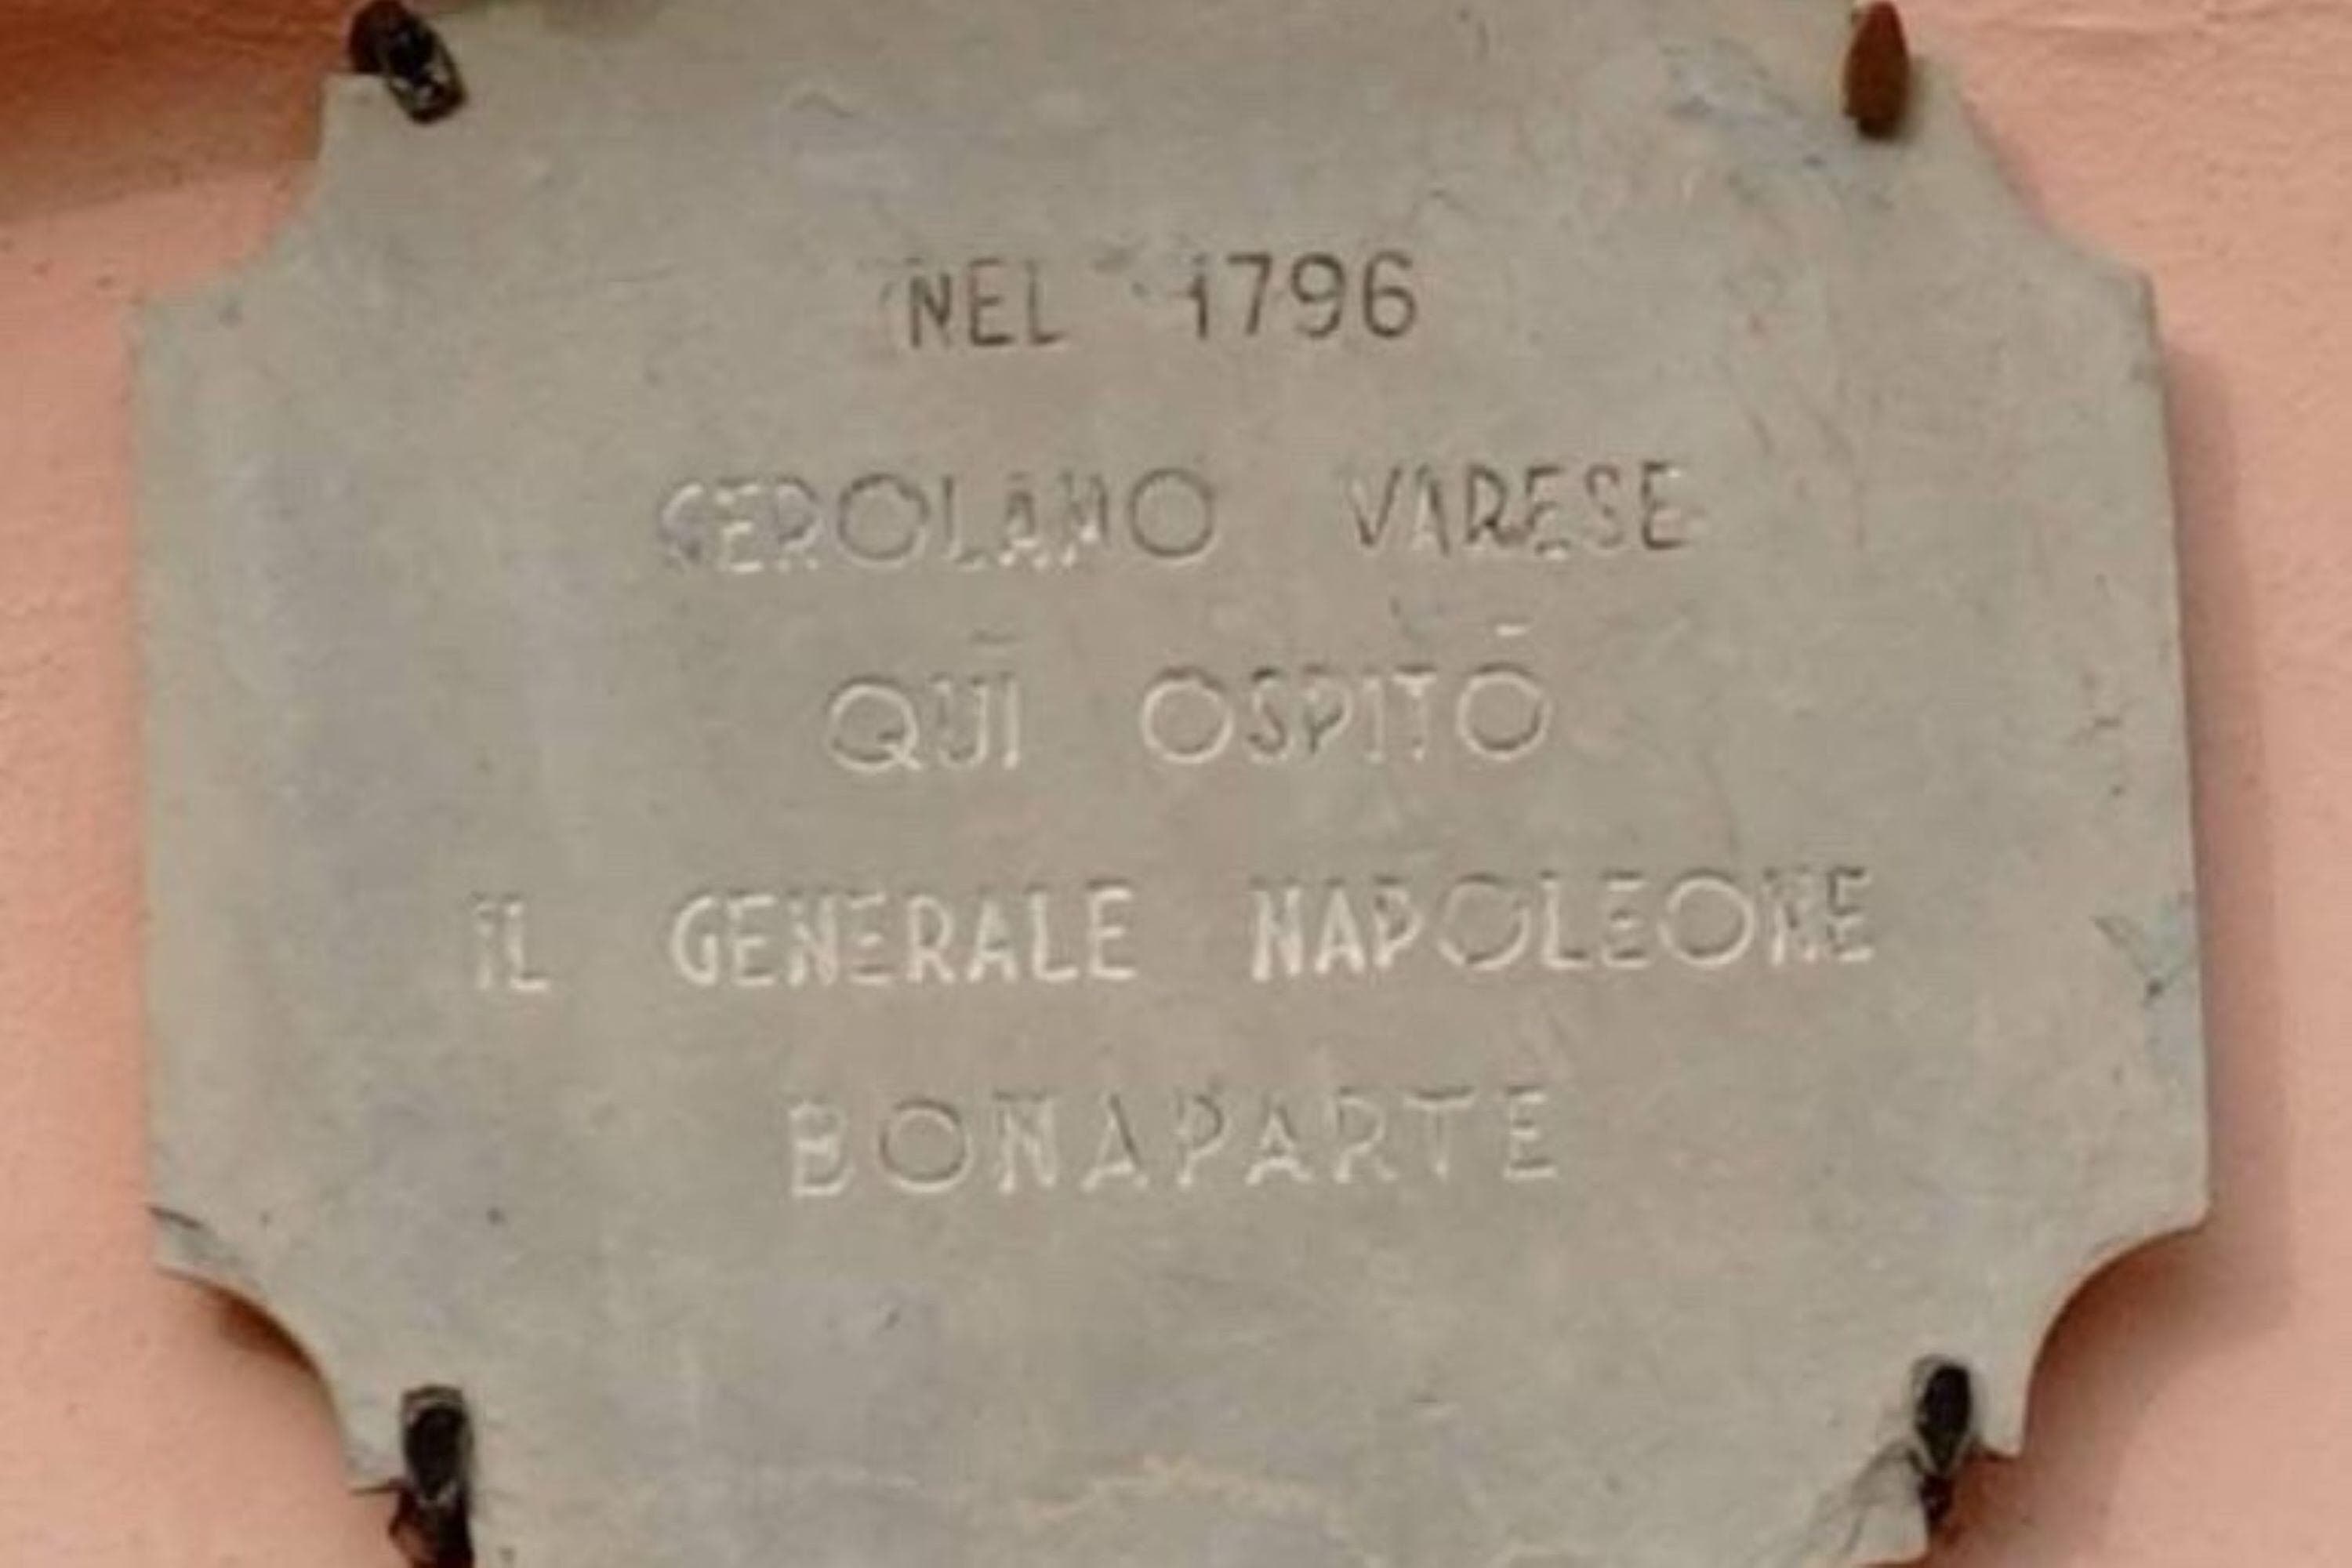 NEL 1796
GEROLAMO VARESE
QUI OSPITÒ
IL GENERALE NAPOLEONE
BONAPARTE